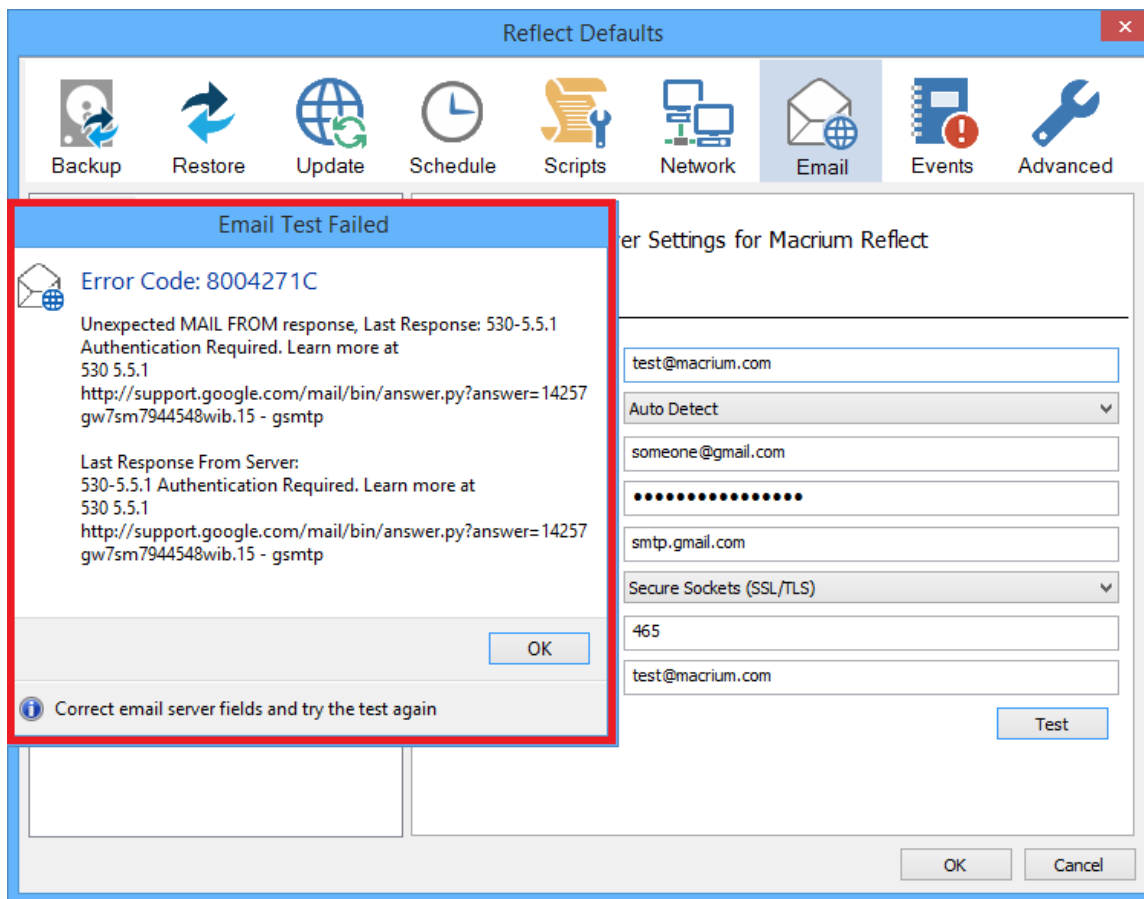 Reflect Defaults
Backup
Restore
Update
Schedule
Scripts
Network
Email
Events
Advanced
Email Test Failed
Error Code: 8004271C
Unexpected MAIL FROM response, Last Response: 530-5.5.1
Authentication Required. Learn more at
530 5.5.1
http://support.google.com/mail/bin/answer.py?answer=14257
gw7sm7944548wib.15 - gsmtp
Last Response From Server:
530-5.5.1 Authentication Required. Learn more at
530 5.5.1
http://support.google.com/mail/bin/answer.py?answer=14257
gw7sm7944548wib.15 - gsmtp
OK
Correct email server fields and try the test again
er Settings for Macrium Reflect
test@macrium.com
Auto Detect
someone@gmail.com
••••••••••••••••
smtp.gmail.com
Secure Sockets (SSL/TLS)
465
test@macrium.com
Test
OK
Cancel